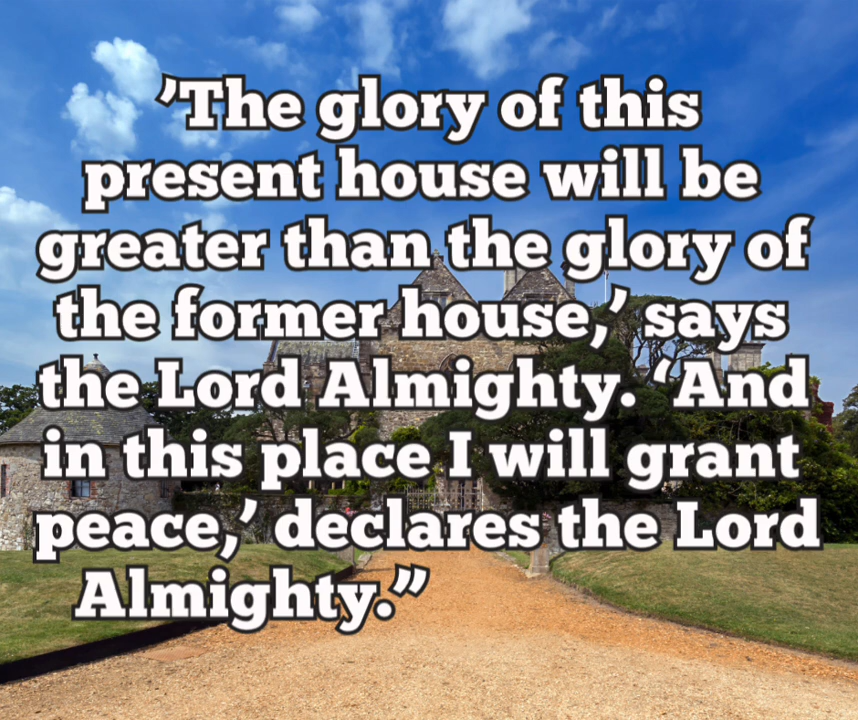 ’The glory of this
present house will be
greater than the glory of
the former house,’ says
the Lord Almighty. ‘And
in this place I will grant
peace,’ declares the Lord
Almighty.”